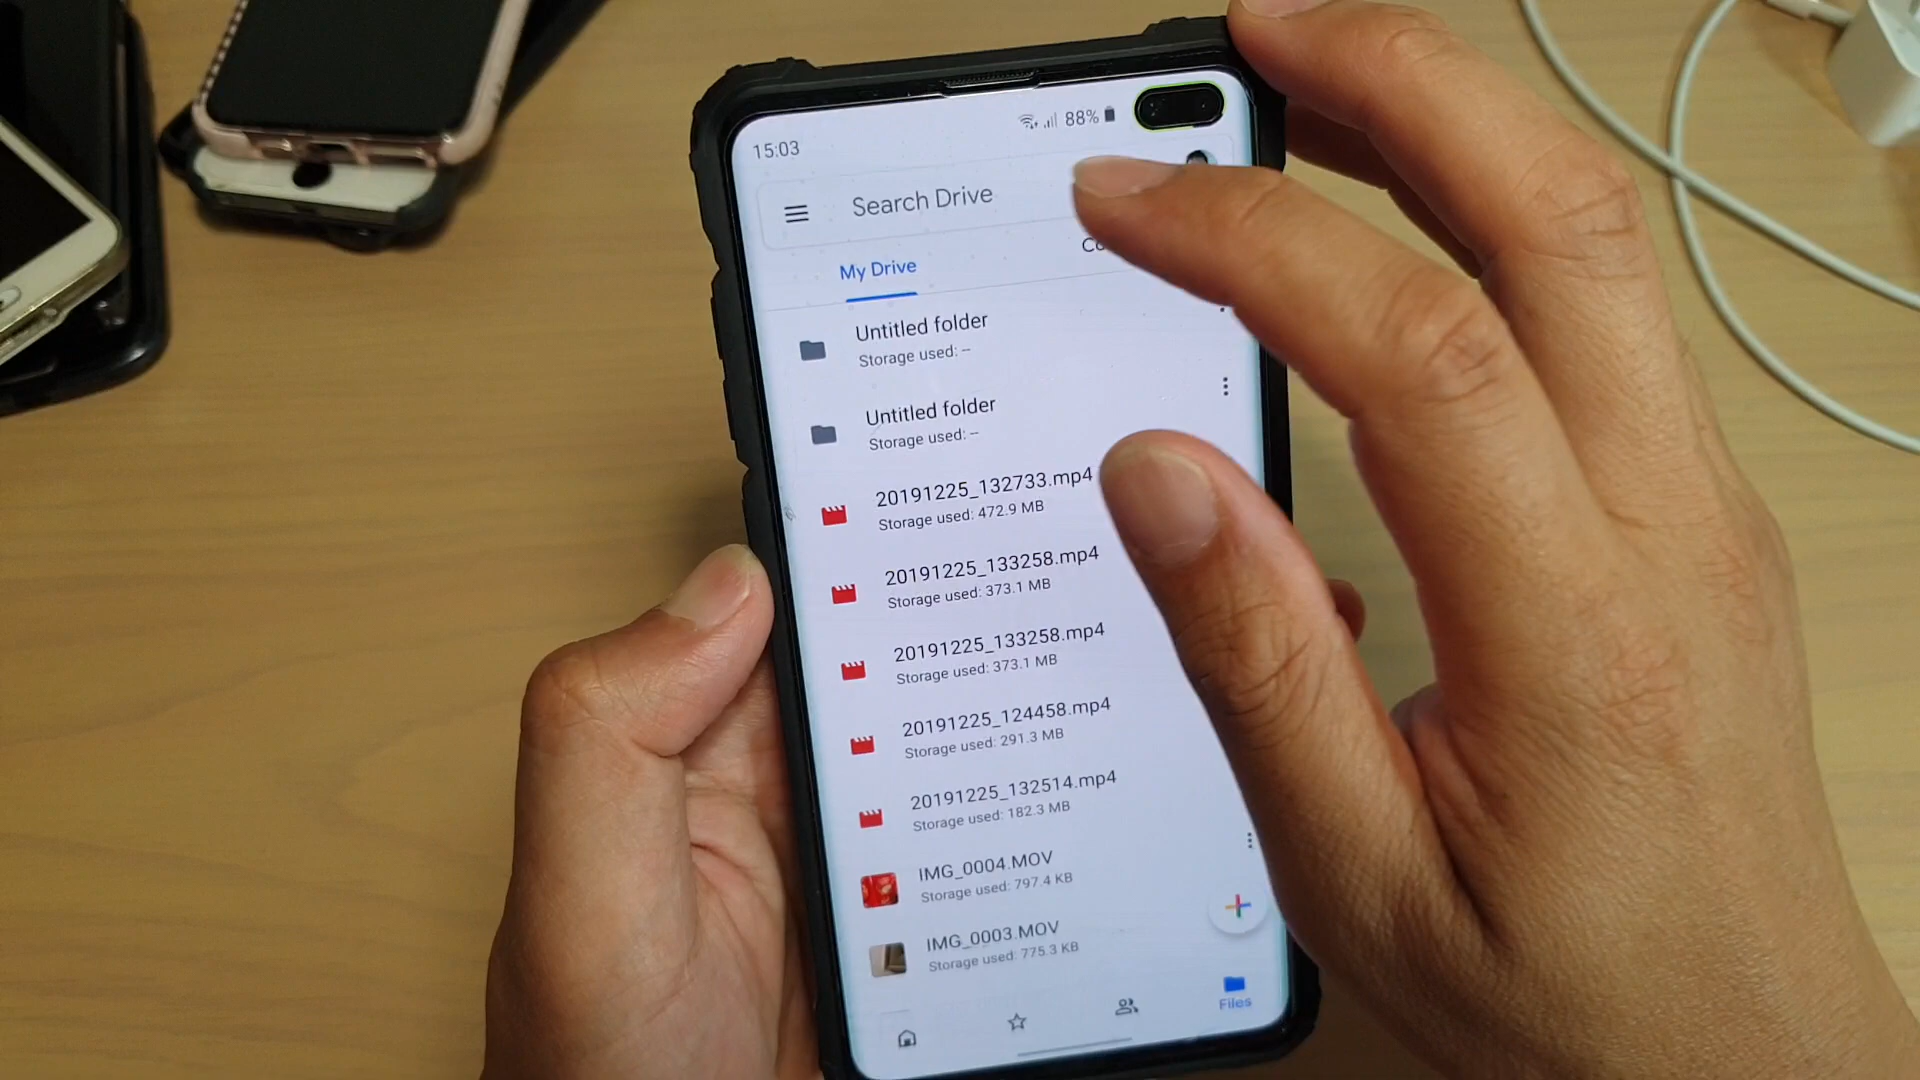 15:03
88%
Search Drive
My Drive
Untitled folder
Storage used: –
Untitled folder
Storage used: –
20191225_132733.mp4
Storage used: 472.9 MB
20191225_133258.mp4
Storage used: 373.1 MB
20191225_133258.mp4
Storage used: 373.1 MB
20191225_124458.mp4
Storage used: 291.3 MB
20191225_132514.mp4
Storage used: 182.3 MB
IMG_0004.MOV
Storage used: 797.4 KB
IMG_0003.MOV
Storage used: 775.3 KB
Files